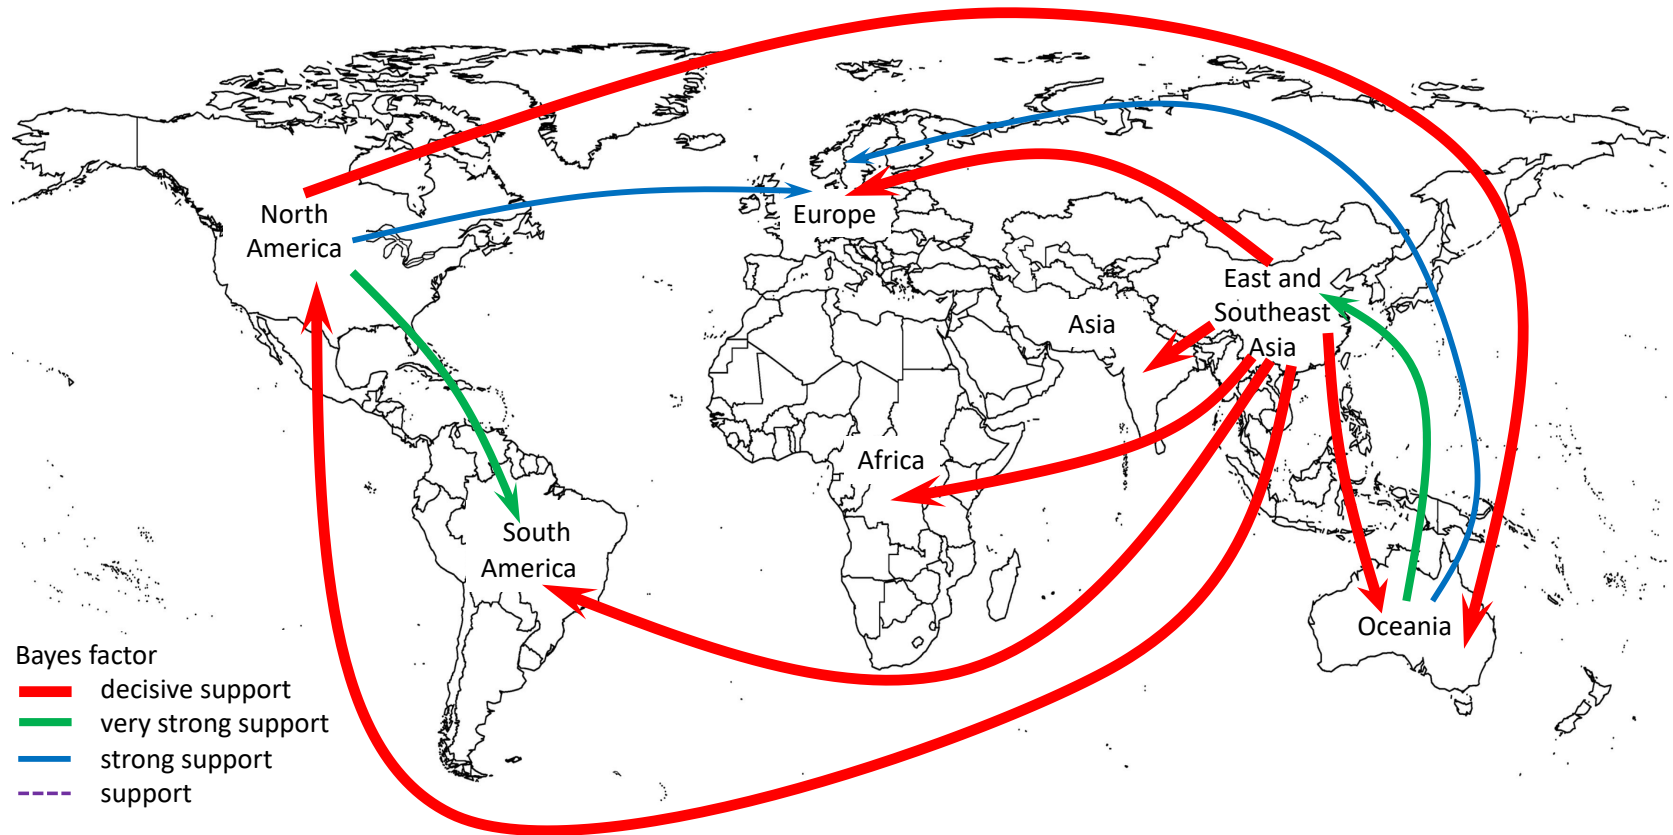 North
America
Europe
East and
Southeast
Asia
Asia
Africa
South
America
Oceania
Bayes factor
decisive support
very strong support
strong support
support